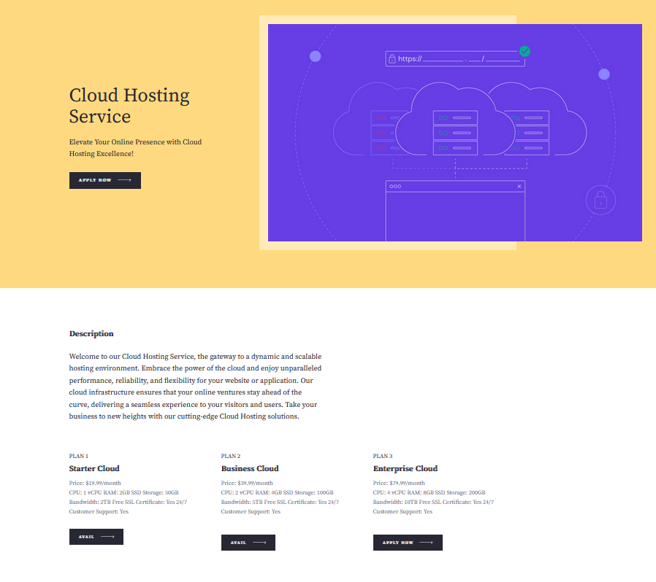 https://
Cloud Hosting
Service
Elevate Your Online Presence with Cloud
Hosting Excellence!
APPLY NOW
Description
Welcome to our Cloud Hosting Service, the gateway to a dynamic and scalable
hosting environment. Embrace the power of the cloud and enjoy unparalleled
performance, reliability, and flexibility for your website or application. Our
cloud infrastructure ensures that your online ventures stay ahead of the
curve, delivering a seamless experience to your visitors and users. Take your
business to new heights with our cutting-edge Cloud Hosting solutions.
PLAN 1
Starter Cloud
Price: $19.99/month
CPU: 1 vCPU RAM: 2GB SSD Storage: 50GB
Bandwidth: 2TB Free SSL Certificate: Yes 24/7
Customer Support: Yes
AVAIL
PLAN 2
Business Cloud
Price: $39.99/month
CPU: 2 vCPU RAM: 4GB SSD Storage: 100GB
Bandwidth: 5TB Free SSL Certificate: Yes 24/7
Customer Support: Yes
AVAIL
PLAN 3
Enterprise Cloud
Price: $79.99/month
CPU: 4 vCPU RAM: 8GB SSD Storage: 200GB
Bandwidth: 10TB Free SSL Certificate: Yes 24/7
Customer Support: Yes
APPLY NOW